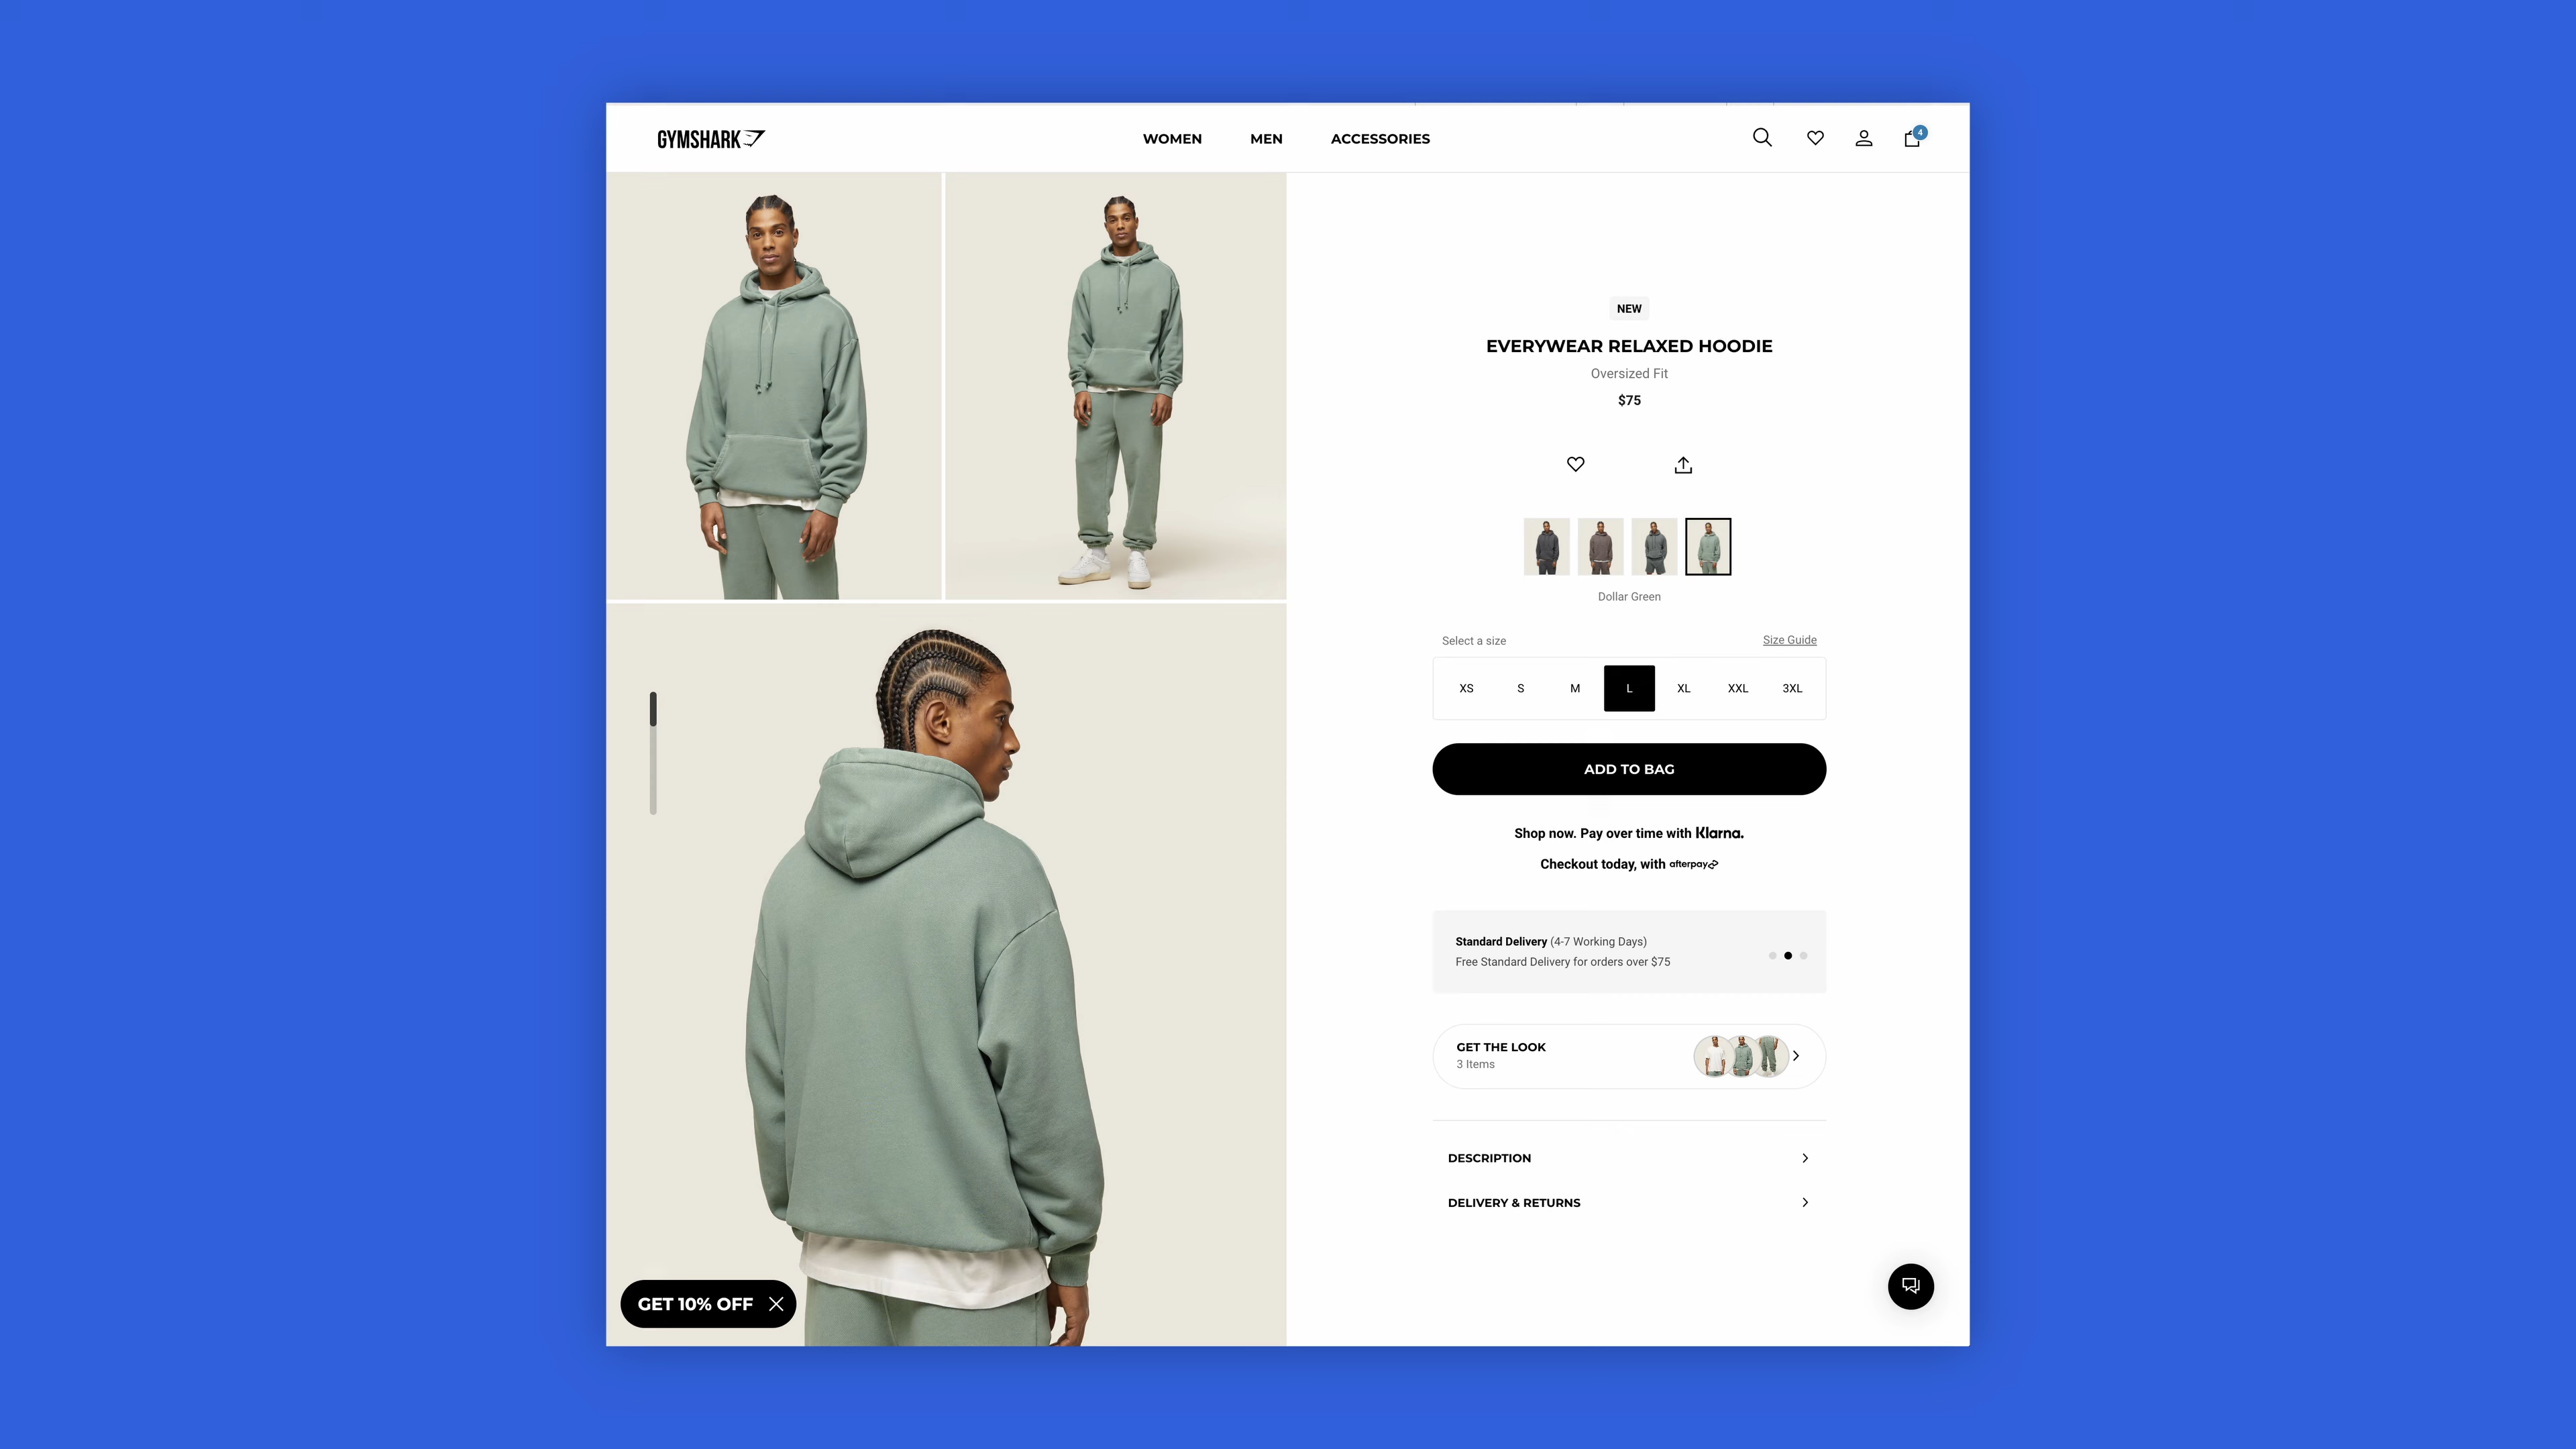 GYMSHARK
WOMEN MEN ACCESSORIES
4
NEW
EVERYWEAR RELAXED HOODIE
Oversized Fit
$75
Dollar Green
Select a size Size Guide
XS S M L XL XXL 3XL
ADD TO BAG
Shop now. Pay over time with Klarna.
Checkout today, with afterpay
Standard Delivery (4-7 Working Days)
Free Standard Delivery for orders over $75
GET THE LOOK
3 Items
DESCRIPTION
DELIVERY & RETURNS
GET 10% OFF